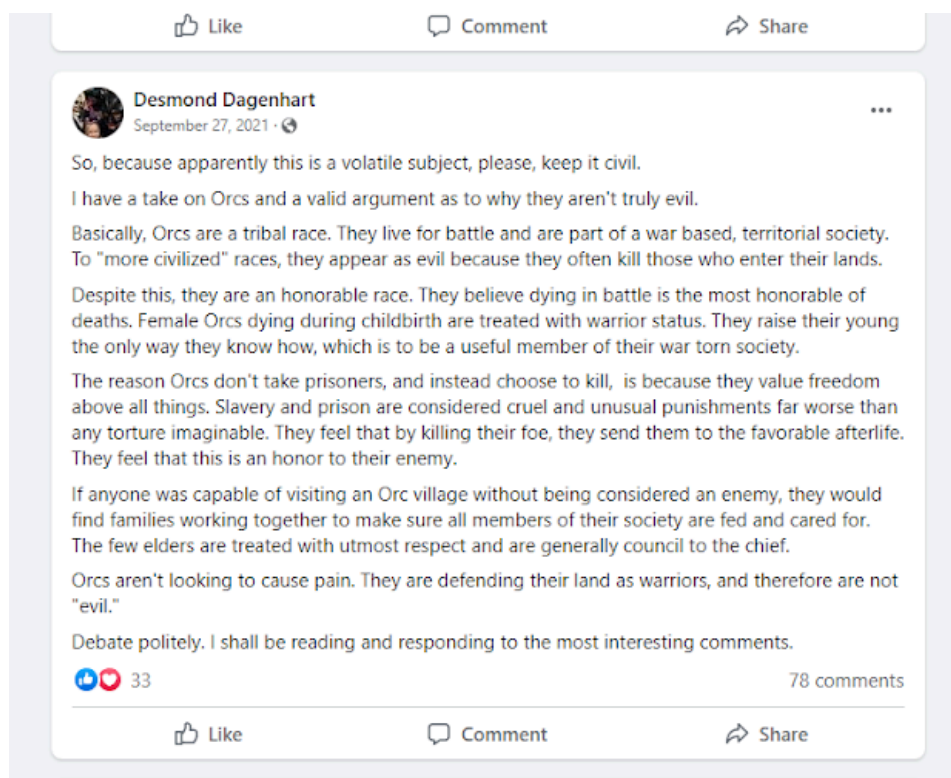 Like Comment Share
Desmond Dagenhart
September 27, 2021 ·
So, because apparently this is a volatile subject, please, keep it civil.
I have a take on Orcs and a valid argument as to why they aren't truly evil.
Basically, Orcs are a tribal race. They live for battle and are part of a war based, territorial society.
To "more civilized" races, they appear as evil because they often kill those who enter their lands.
Despite this, they are an honorable race. They believe dying in battle is the most honorable of
deaths. Female Orcs dying during childbirth are treated with warrior status. They raise their young
the only way they know how, which is to be a useful member of their war torn society.
The reason Orcs don't take prisoners, and instead choose to kill,  is because they value freedom
above all things. Slavery and prison are considered cruel and unusual punishments far worse than
any torture imaginable. They feel that by killing their foe, they send them to the favorable afterlife.
They feel that this is an honor to their enemy.
If anyone was capable of visiting an Orc village without being considered an enemy, they would
find families working together to make sure all members of their society are fed and cared for.
The few elders are treated with utmost respect and are generally council to the chief.
Orcs aren't looking to cause pain. They are defending their land as warriors, and therefore are not
"evil."
Debate politely. I shall be reading and responding to the most interesting comments.
33 78 comments
Like Comment Share